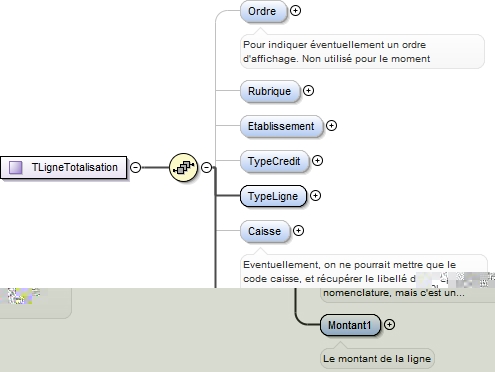 Ordre
Pour indiquer éventuellement un ordre
d'affichage. Non utilisé pour le moment
Rubrique
Etablissement
TypeCredit
TLigneTotalisation
TypeLigne
Caisse
Eventuellement, on ne pourrait mettre que le
code caisse, et récupérer le libellé
nomenclature, mais c'est un...
Montant1
Le montant de la ligne